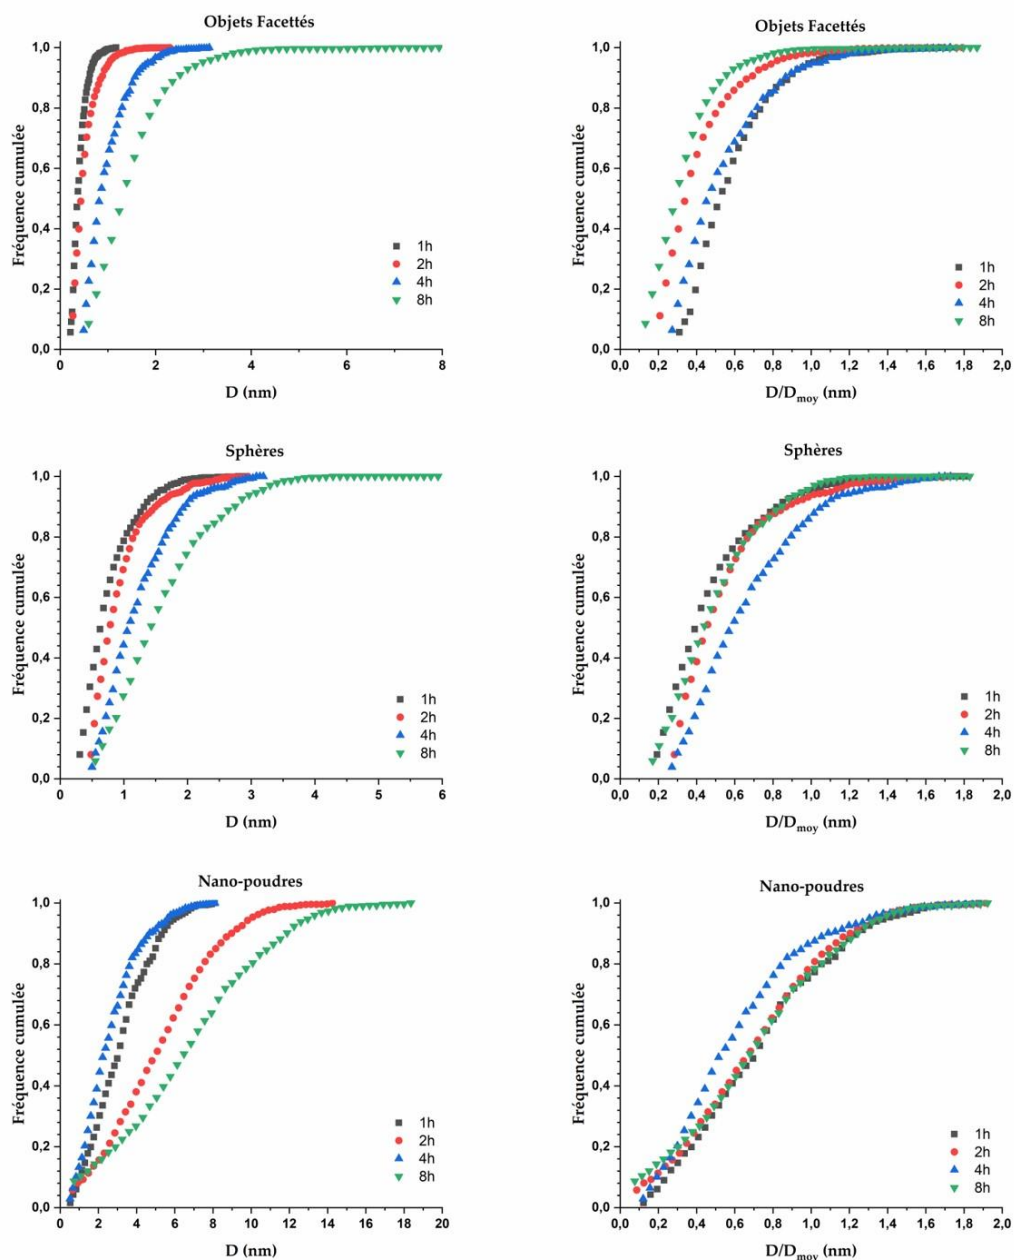 Objets Facettés
Fréquence cumulée
1,0
0,8
0,6
0,4
0,2
0,0
1h
2h
4h
8h
0
2
4
6
8
D (nm)
Objets Facettés
Fréquence cumulée
1,0
0,8
0,6
0,4
0,2
0,0
1h
2h
4h
8h
0,0 0,2 0,4 0,6 0,8 1,0 1,2 1,4 1,6 1,8 2,0
D/Dmoy (nm)
Sphères
Fréquence cumulée
1,0
0,8
0,6
0,4
0,2
0,0
1h
2h
4h
8h
0 1 2 3 4 5 6
D (nm)
Sphères
Fréquence cumulée
1,0
0,8
0,6
0,4
0,2
0,0
1h
2h
4h
8h
0,0 0,2 0,4 0,6 0,8 1,0 1,2 1,4 1,6 1,8 2,0
D/Dmoy (nm)
Nano-poudres
Fréquence cumulée
1,0
0,8
0,6
0,4
0,2
0,0
1h
2h
4h
8h
0 2 4 6 8 10 12 14 16 18 20
D (nm)
Nano-poudres
Fréquence cumulée
1,0
0,8
0,6
0,4
0,2
0,0
1h
2h
4h
8h
0,0 0,2 0,4 0,6 0,8 1,0 1,2 1,4 1,6 1,8 2,0
D/Dmoy (nm)